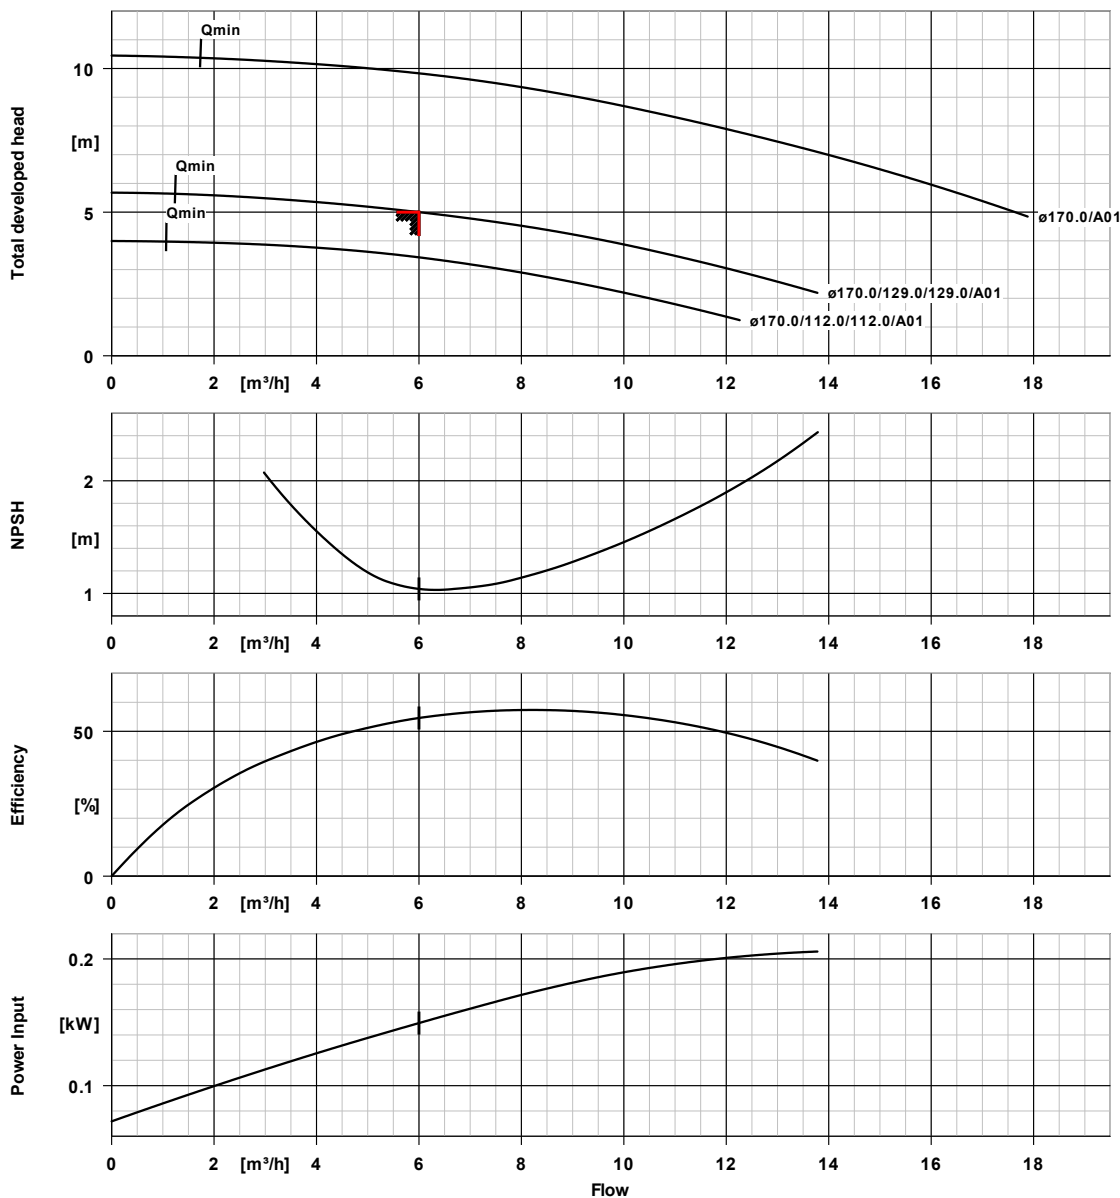 Qmin
10
Total developed head
[m]
Qmin
5
Qmin
ø170.0/A01
ø170.0/129.0/129.0/A01
ø170.0/112.0/112.0/A01
0
0 2 [m³/h] 4 6 8 10 12 14 16 18
2
NPSH
[m]
1
0 2 [m³/h] 4 6 8 10 12 14 16 18
50
Efficiency
[%]
0
0 2 [m³/h] 4 6 8 10 12 14 16 18
0.2
Power Input
[kW]
0.1
0 2 [m³/h] 4 6 8 10 12 14 16 18
Flow